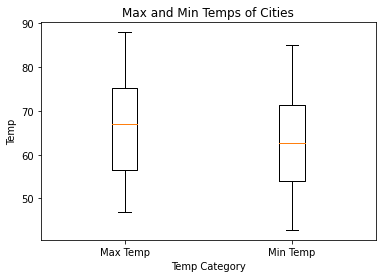 Max and Min Temps of Cities
90
80
70
60
50
Temp
Max Temp
Min Temp
Temp Category